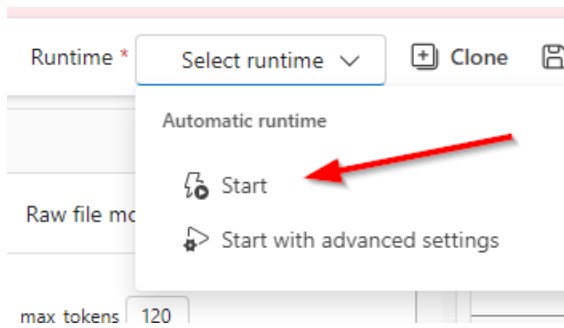 Runtime * Select runtime Clone
Automatic runtime
Start
Raw file mo
Start with advanced settings
max_tokens 120